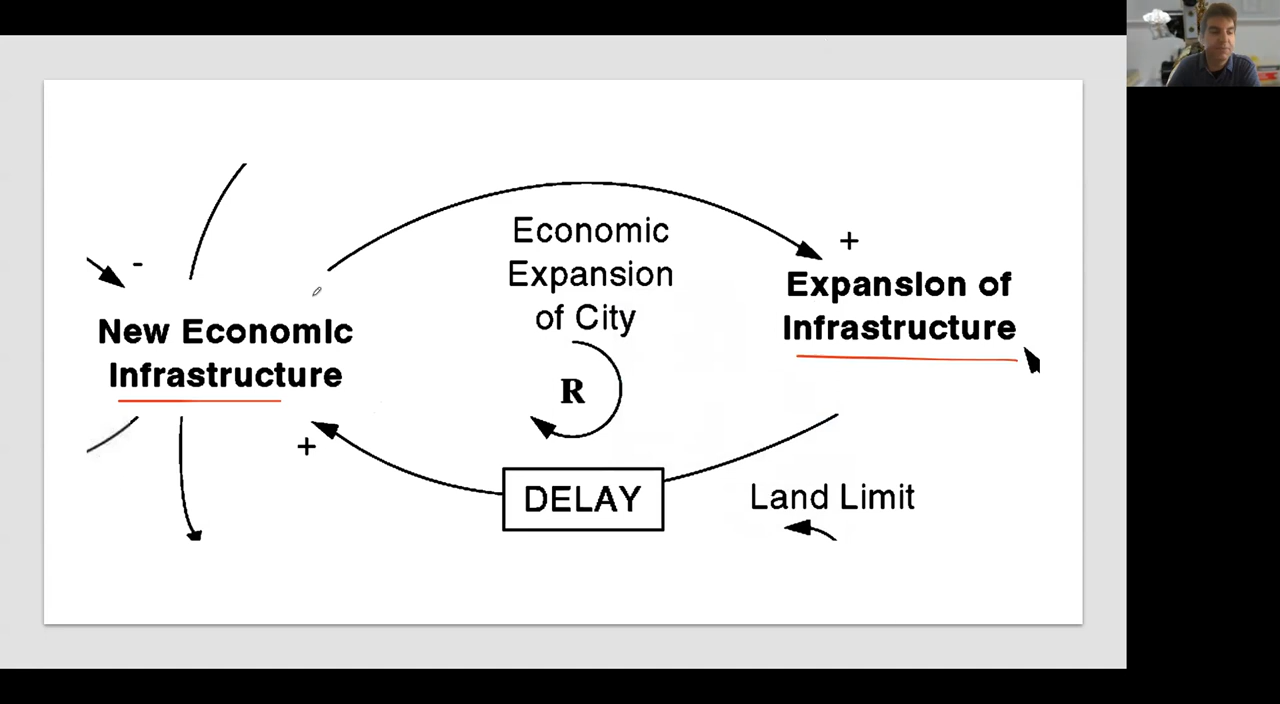 Economic
Expansion
of City
R
+
Expansion of
Infrastructure
-
New Economic
Infrastructure
+
DELAY
Land Limit